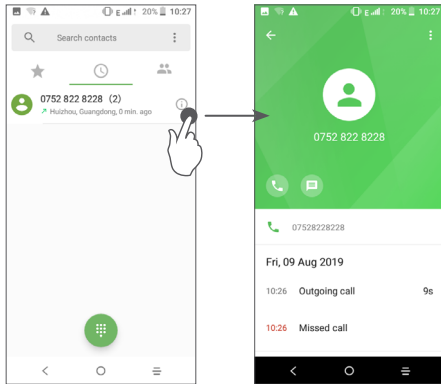 E 20% 10:27
Search contacts
0752 822 8228 (2)
Huizhou, Guangdong, 0 min. ago
E 20% 10:27
0752 822 8228
07528228228
Fri, 09 Aug 2019
10:26 Outgoing call 9s
10:26 Missed call